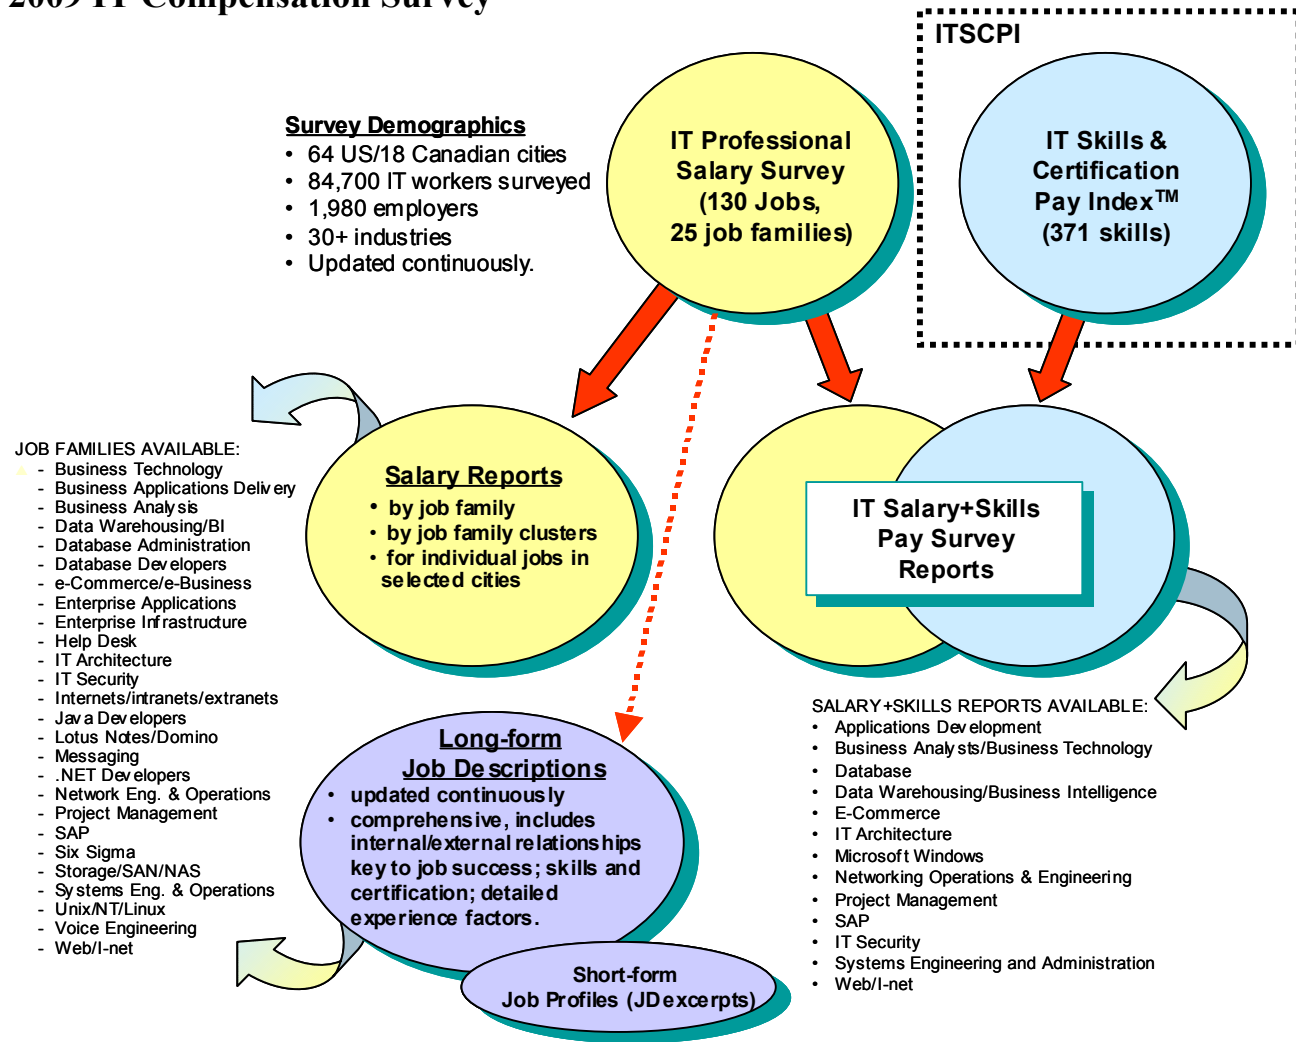 2009 IT Compensation Survey
ITSCPI
Survey Demographics
• 64 US/18 Canadian cities
• 84,700 IT workers surveyed
• 1,980 employers
• 30+ industries
• Updated continuously.
IT Professional
Salary Survey
(130 Jobs,
25 job families)
IT Skills &
Certification
Pay Index™
(371 skills)
JOB FAMILIES AVAILABLE:
- Business Technology
- Business Applications Delivery
- Business Analysis
- Data Warehousing/BI
- Database Administration
- Database Developers
- e-Commerce/e-Business
- Enterprise Applications
- Enterprise Infrastructure
- Help Desk
- IT Architecture
- IT Security
- Internets/intranets/extranets
- Java Developers
- Lotus Notes/Domino
- Messaging
- .NET Developers
- Network Eng. & Operations
- Project Management
- SAP
- Six Sigma
- Storage/SAN/NAS
- Systems Eng. & Operations
- Unix/NT/Linux
- Voice Engineering
- Web/I-net
Salary Reports
• by job family
• by job family clusters
• for individual jobs in
selected cities
IT Salary+Skills
Pay Survey
Reports
Long-form
Job Descriptions
• updated continuously
• comprehensive, includes
internal/external relationships
key to job success; skills and
certification; detailed
experience factors.
Short-form
Job Profiles (JD excerpts)
SALARY+SKILLS REPORTS AVAILABLE:
• Applications Development
• Business Analysts/Business Technology
• Database
• Data Warehousing/Business Intelligence
• E-Commerce
• IT Architecture
• Microsoft Windows
• Networking Operations & Engineering
• Project Management
• SAP
• IT Security
• Systems Engineering and Administration
• Web/I-net